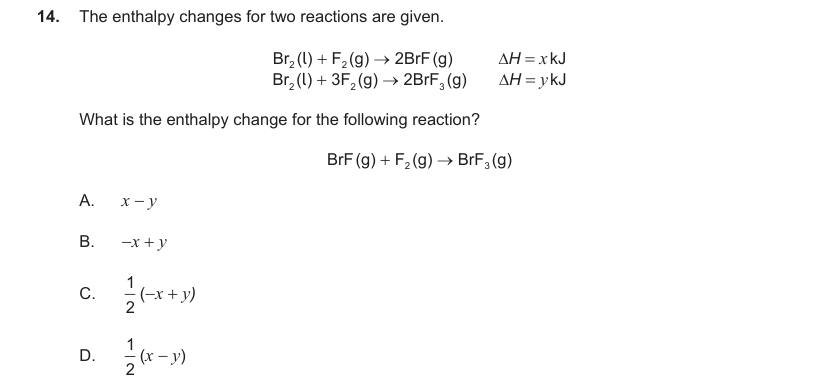 14. The enthalpy changes for two reactions are given.
Br₂(l) + F₂(g) → 2BrF(g) ΔH = x kJ
Br₂(l) + 3F₂(g) → 2BrF₃(g) ΔH = y kJ
What is the enthalpy change for the following reaction?
BrF(g) + F₂(g) → BrF₃(g)
A. x – y
B. –x + y
C. 1/2 (–x + y)
D. 1/2 (x – y)